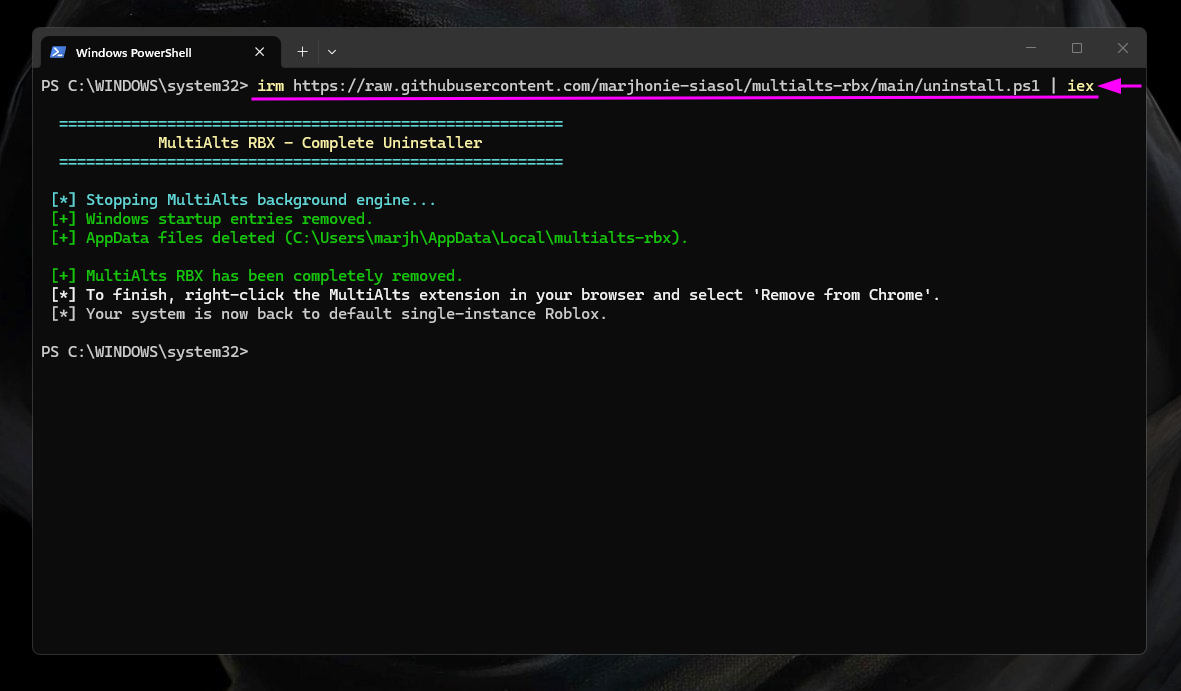 Windows PowerShell
PS C:\WINDOWS\system32> irm https://raw.githubusercontent.com/marjhonie-siasol/multialts-rbx/main/uninstall.ps1 | iex
========================================================
MultiAlts RBX - Complete Uninstaller
========================================================
[*] Stopping MultiAlts background engine...
[+] Windows startup entries removed.
[+] AppData files deleted (C:\Users\marjh\AppData\Local\multialts-rbx).
[+] MultiAlts RBX has been completely removed.
[*] To finish, right-click the MultiAlts extension in your browser and select 'Remove from Chrome'.
[*] Your system is now back to default single-instance Roblox.
PS C:\WINDOWS\system32>